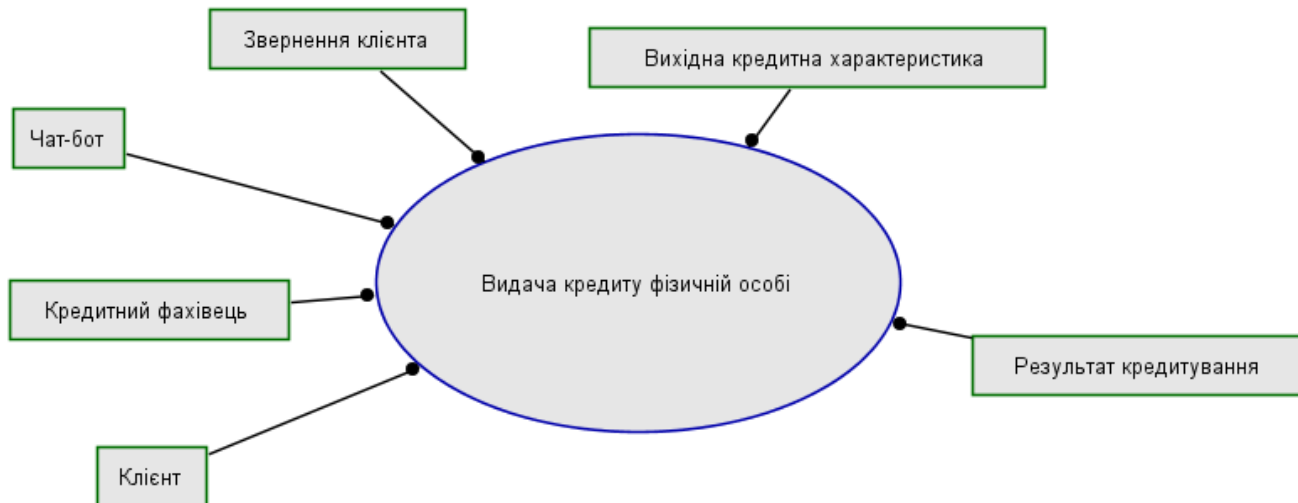 Звернення клієнта
Вихідна кредитна характеристика
Чат-бот
Видача кредиту фізичній особі
Кредитний фахівець
Результат кредитування
Клієнт